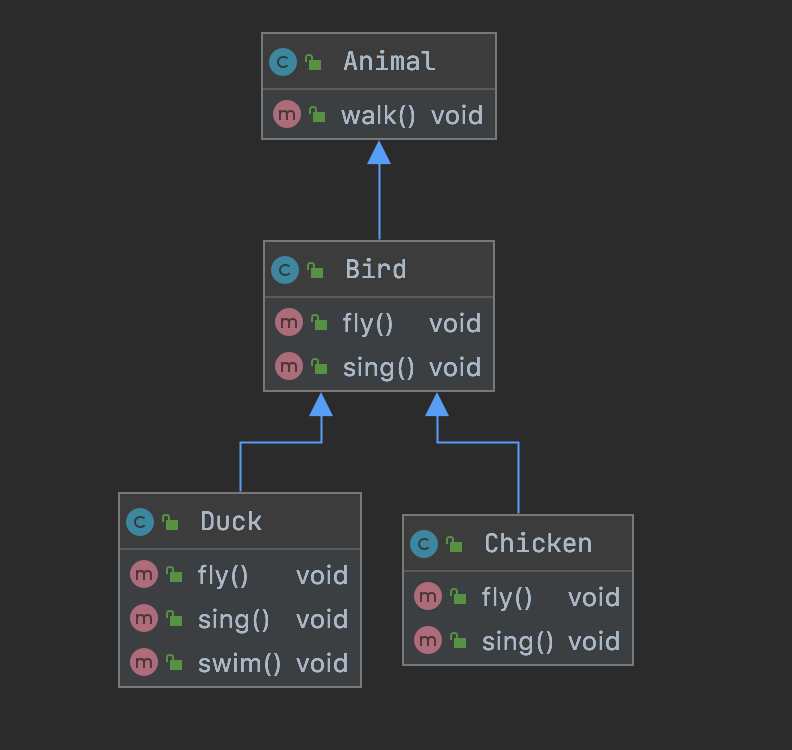 C Animal
m walk() void
C Bird
m fly() void
m sing() void
C Duck
m fly() void
m sing() void
m swim() void
C Chicken
m fly() void
m sing() void